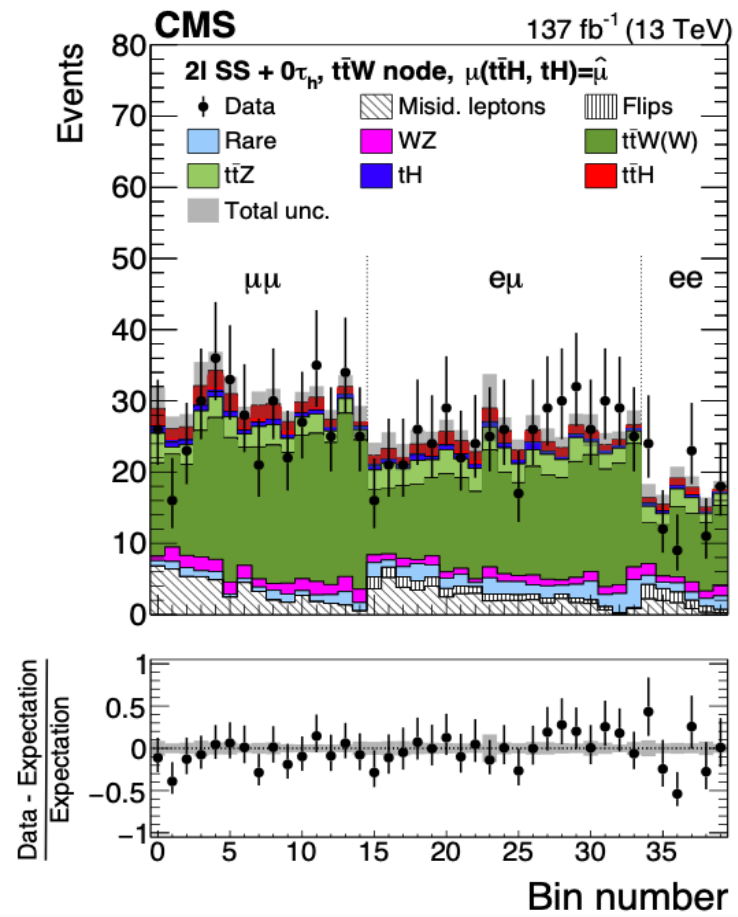 CMS 137 fb⁻¹ (13 TeV)
2l SS + 0τₕ, tt̄W node, μ(tt̄H, tH)=μ̂
Data Misid. leptons Flips
Rare WZ tt̄W(W)
tt̄Z tH tt̄H
Total unc.
μμ eμ ee
Events
80
70
60
50
40
30
20
10
0
Data - Expectation
Expectation
1
0.5
0
−0.5
−1
0 5 10 15 20 25 30 35
Bin number